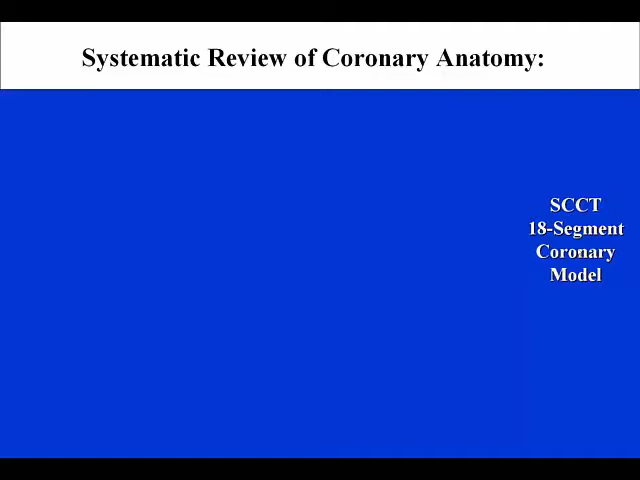 Systematic Review of Coronary Anatomy:
SCCT
18-Segment
Coronary
Model